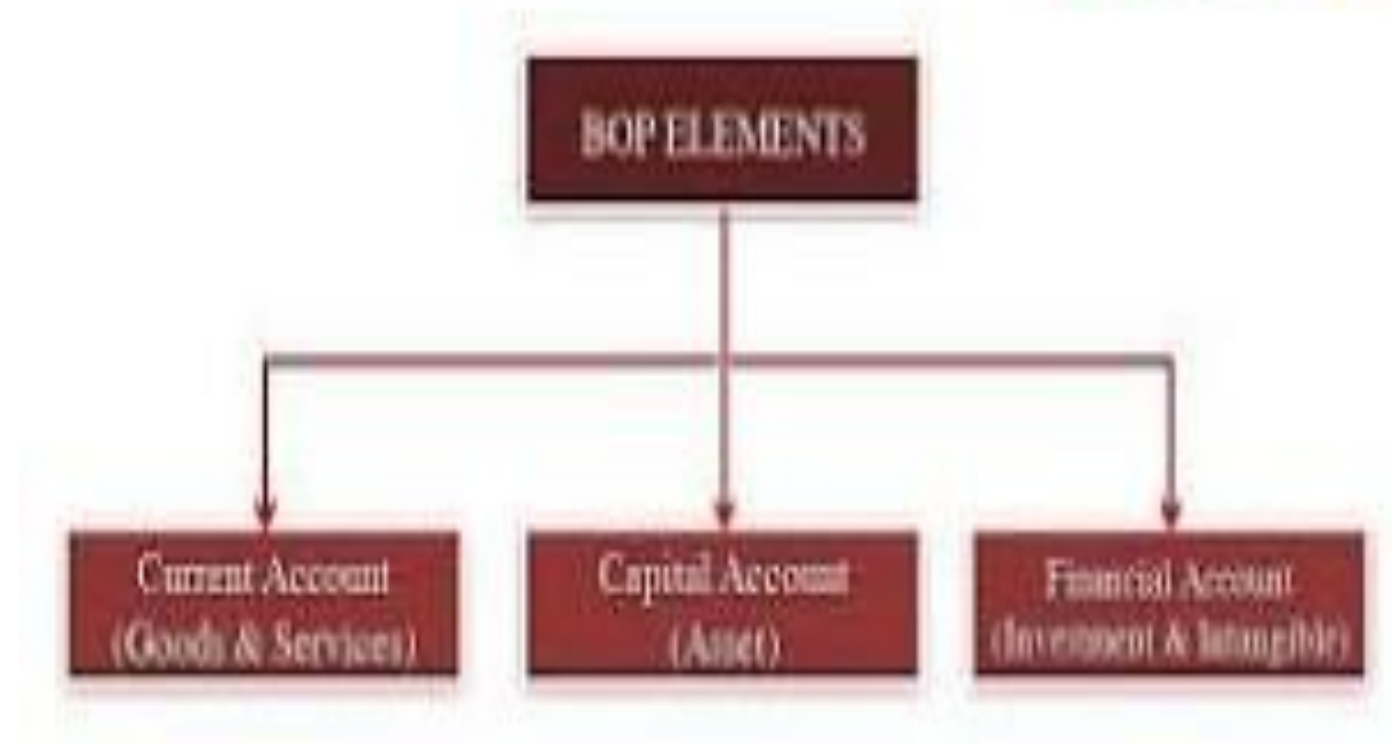 BOP ELEMENTS
Current Account
(Goods & Services)
Capital Account
(Asset)
Financial Account
(Investment & Intangible)